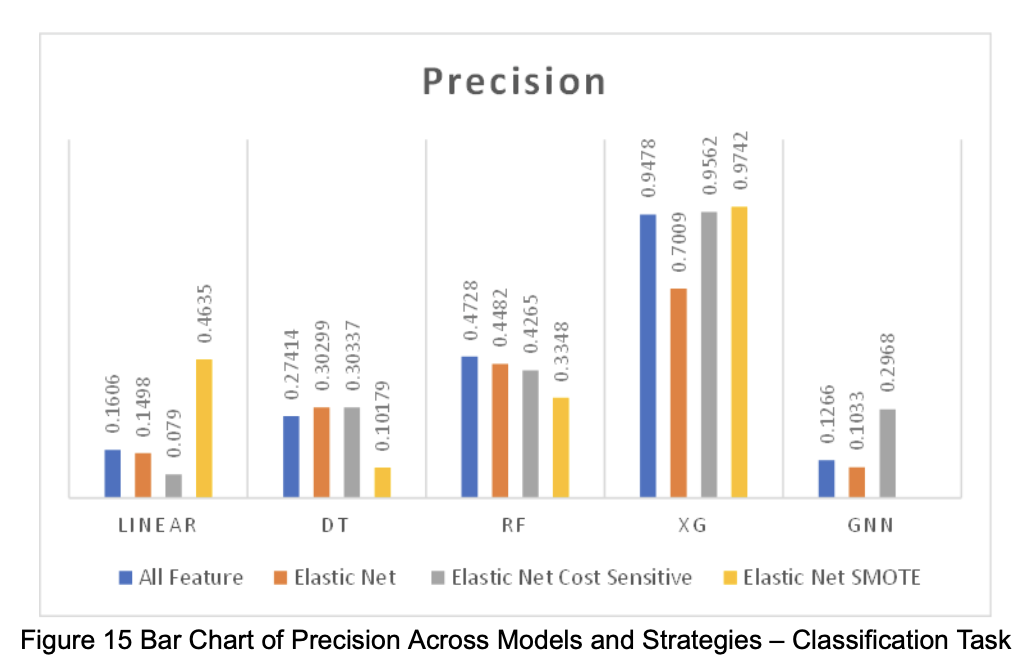 Precision
0.1606 0.1498 0.079 0.4635 0.27414 0.30299 0.30337 0.10179 0.4728 0.4482 0.4265 0.3348 0.9478 0.7009 0.9562 0.9742 0.1266 0.1033 0.2968
LINEAR DT RF XG GNN
All Feature Elastic Net Elastic Net Cost Sensitive Elastic Net SMOTE
Figure 15 Bar Chart of Precision Across Models and Strategies – Classification Task